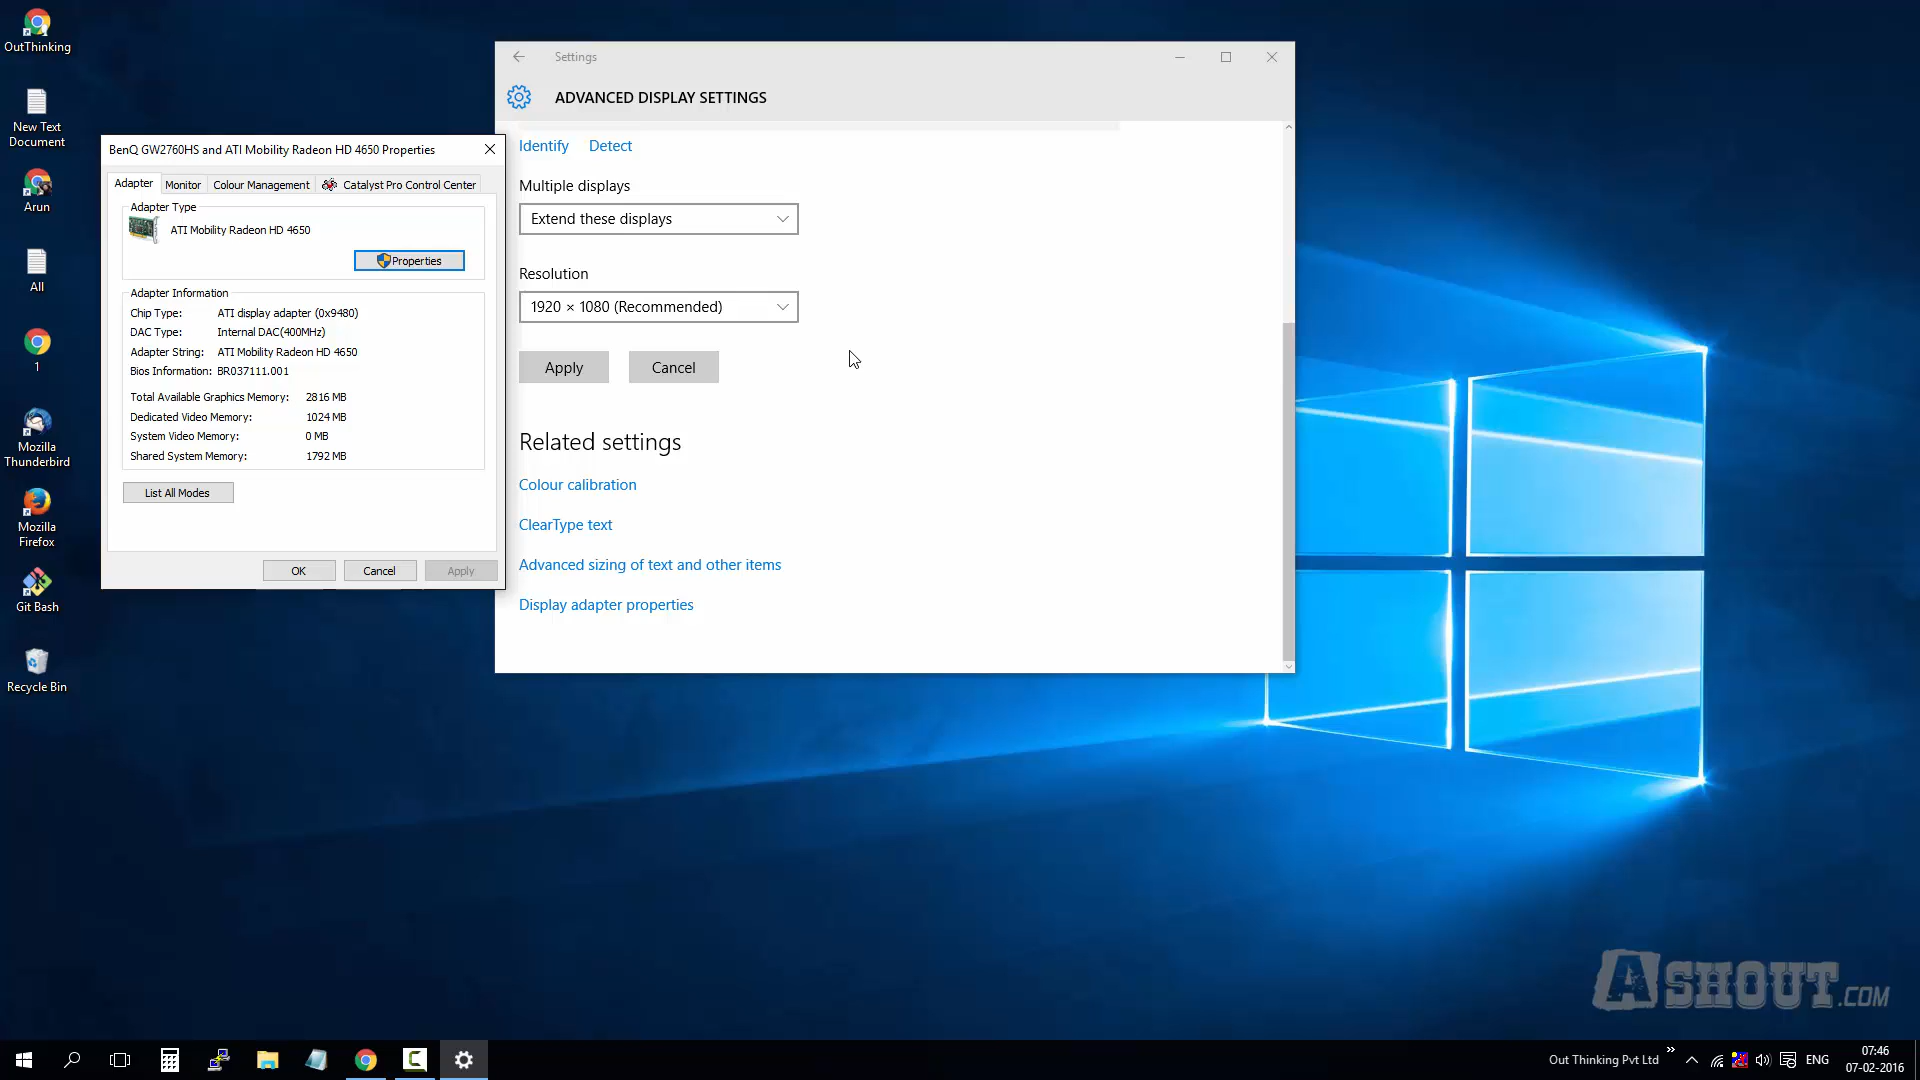 OutThinking
New Text
Document
Arun
All
1
Mozilla
Thunderbird
Mozilla
Firefox
Git Bash
Recycle Bin
BenQ GW2760HS and ATI Mobility Radeon HD 4650 Properties
Adapter
Monitor
Colour Management
Catalyst Pro Control Center
Adapter Type
ATI Mobility Radeon HD 4650
Properties
Adapter Information
Chip Type: ATI display adapter (0x9480)
DAC Type: Internal DAC(400MHz)
Adapter String: ATI Mobility Radeon HD 4650
Bios Information: BR037111.001
Total Available Graphics Memory: 2816 MB
Dedicated Video Memory: 1024 MB
System Video Memory: 0 MB
Shared System Memory: 1792 MB
List All Modes
OK
Cancel
Apply
Settings
ADVANCED DISPLAY SETTINGS
Identify
Detect
Multiple displays
Extend these displays
Resolution
1920 × 1080 (Recommended)
Apply
Cancel
Related settings
Colour calibration
ClearType text
Advanced sizing of text and other items
Display adapter properties
ASHOUT.COM
Out Thinking Pvt Ltd
ENG
07:46
07-02-2016